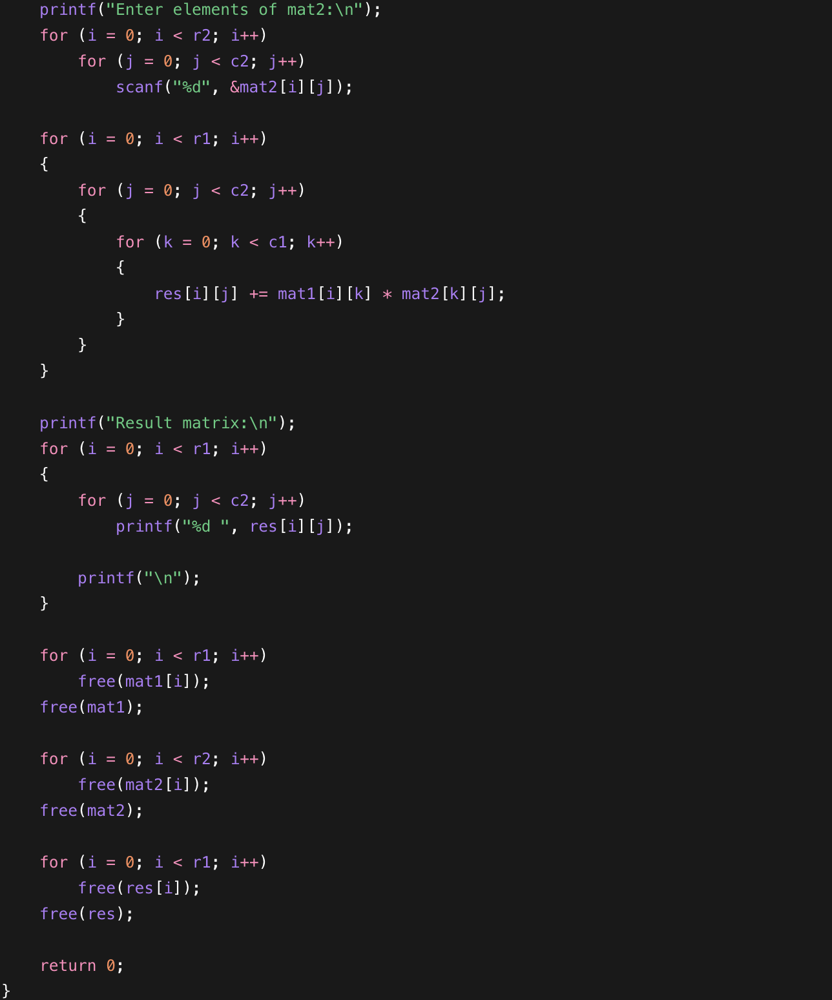 printf("Enter elements of mat2:\n");
for (i = 0; i < r2; i++)
for (j = 0; j < c2; j++)
scanf("%d", &mat2[i][j]);
for (i = 0; i < r1; i++)
{
for (j = 0; j < c2; j++)
{
for (k = 0; k < c1; k++)
{
res[i][j] += mat1[i][k] * mat2[k][j];
}
}
}
printf("Result matrix:\n");
for (i = 0; i < r1; i++)
{
for (j = 0; j < c2; j++)
printf("%d ", res[i][j]);
printf("\n");
}
for (i = 0; i < r1; i++)
free(mat1[i]);
free(mat1);
for (i = 0; i < r2; i++)
free(mat2[i]);
free(mat2);
for (i = 0; i < r1; i++)
free(res[i]);
free(res);
return 0;
}